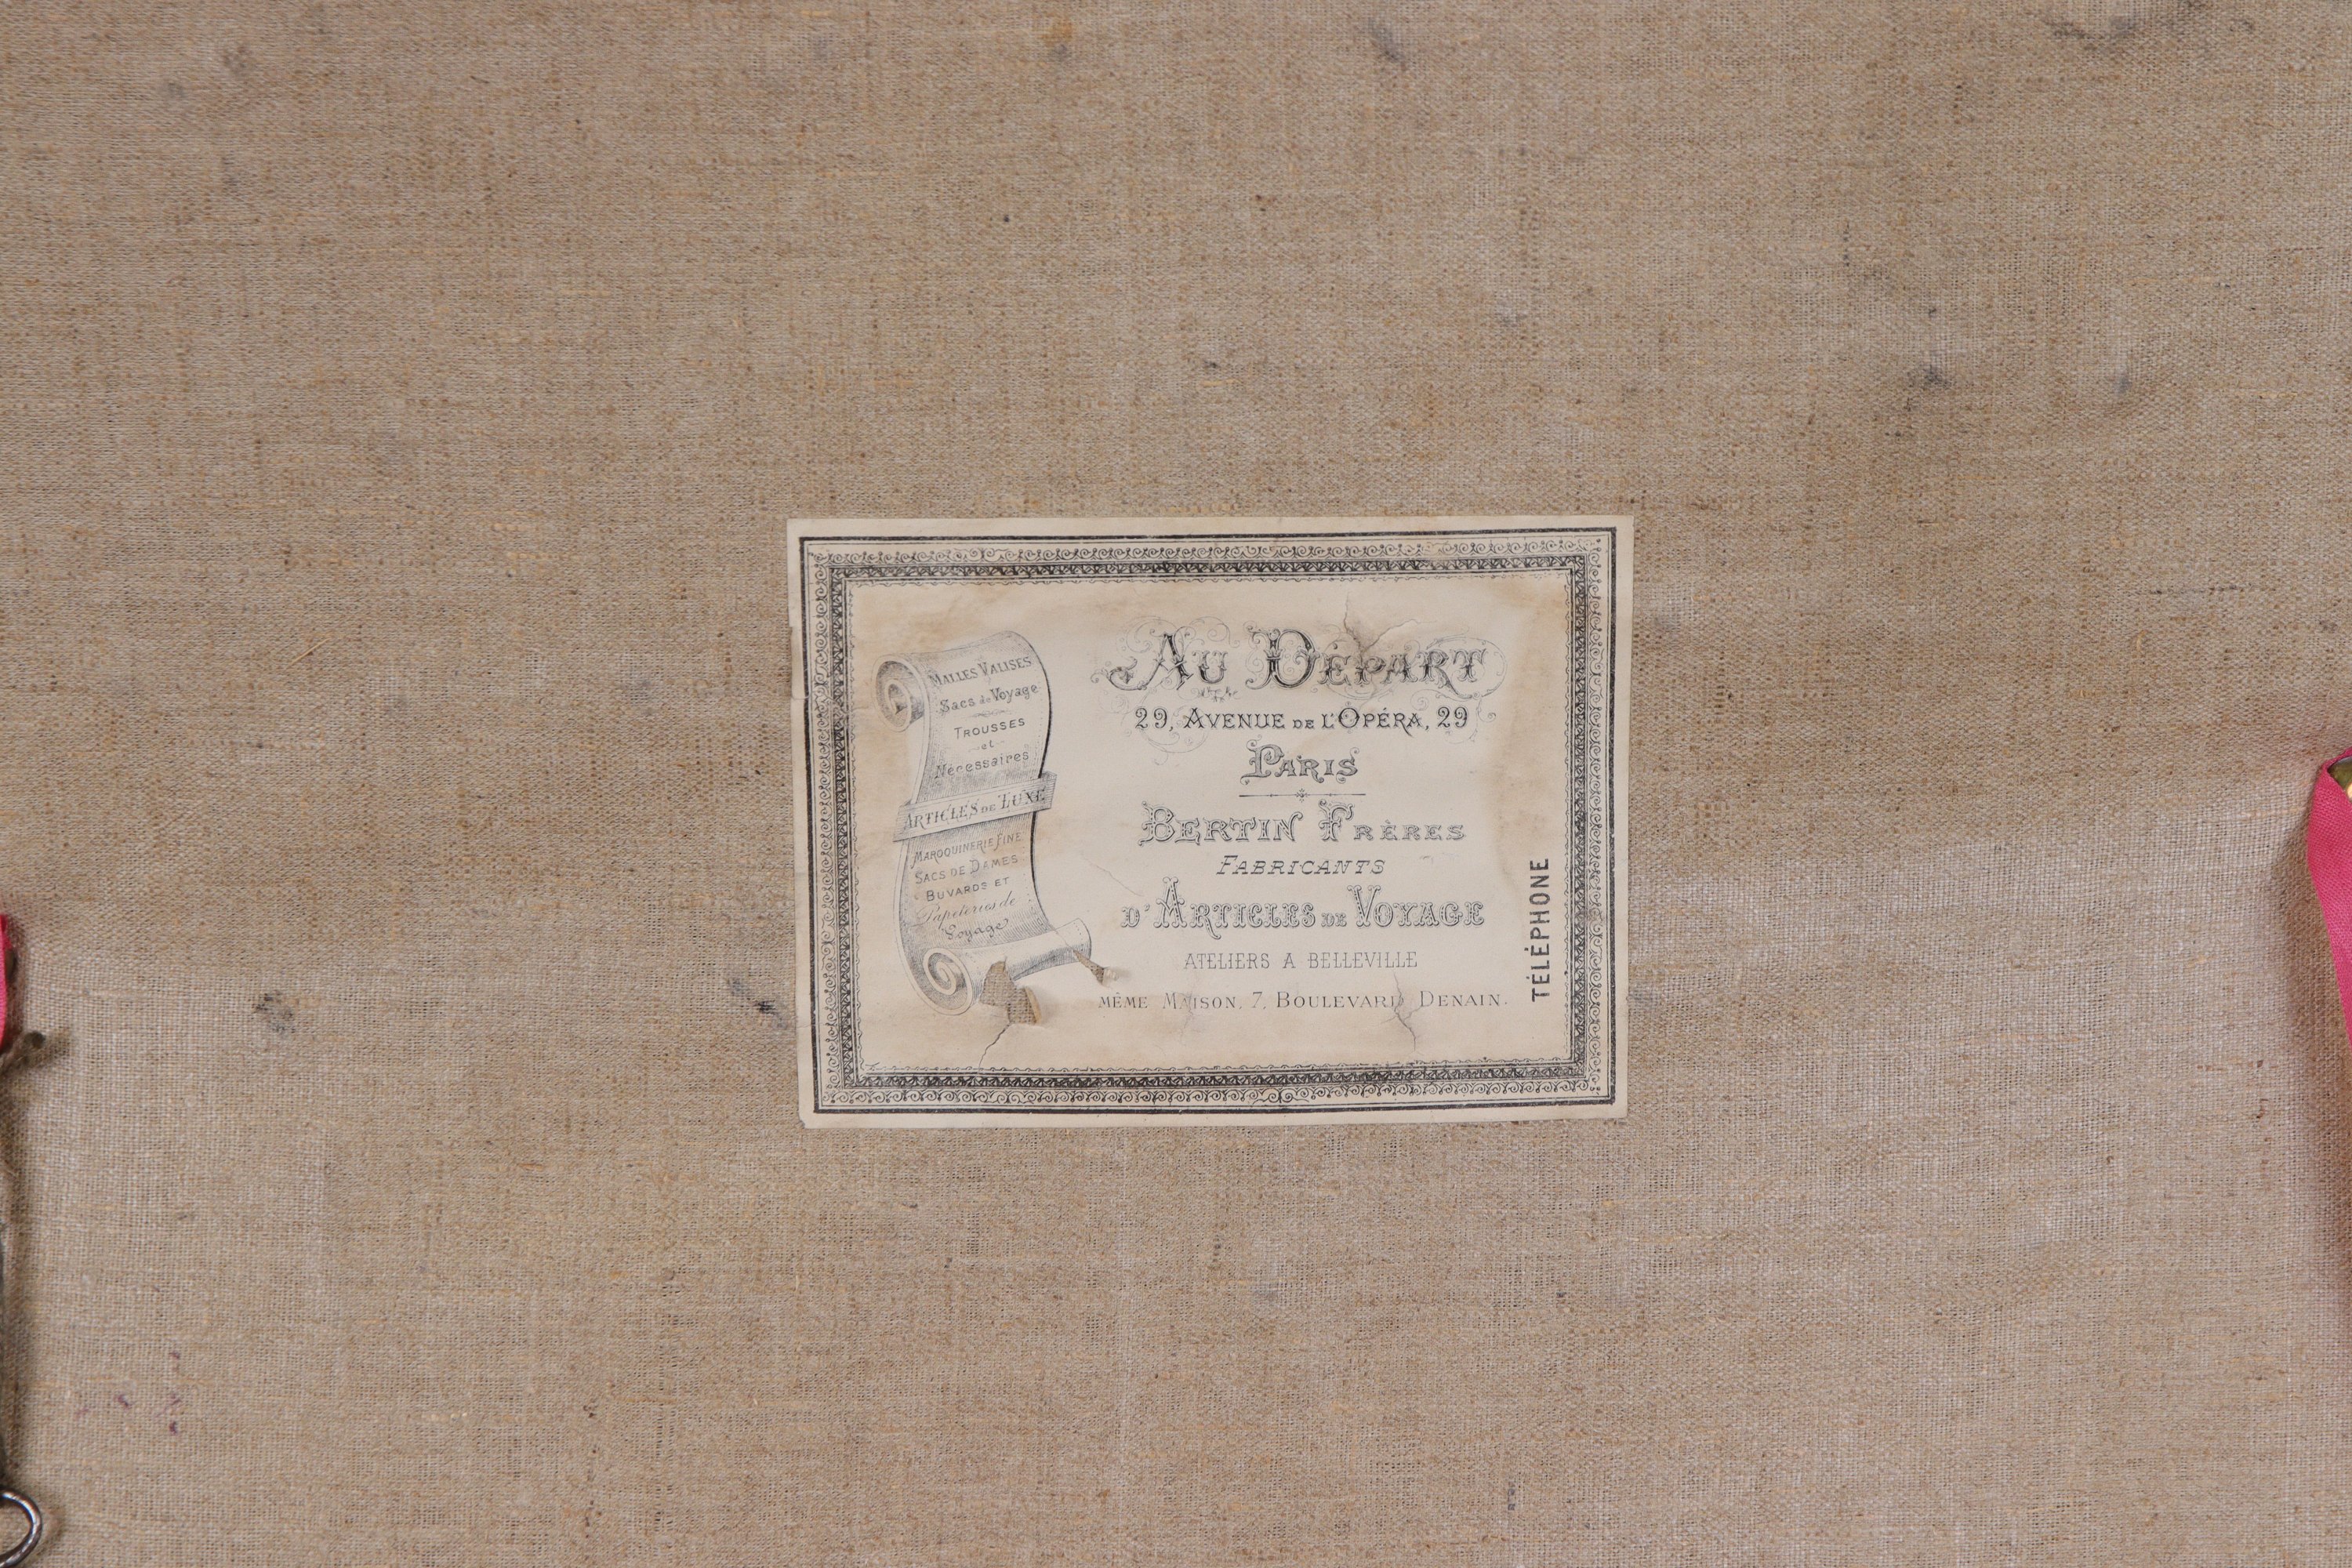 MALLES VALISES
Sacs de Voyage
TROUSSES
et
Nécessaires
ARTICLES DE LUXE
MAROQUINERIE FINE
SACS DE DAMES
BUVARDS ET
Papeteries de
Voyage
AU DÉPART
29, AVENUE DE L'OPÉRA, 29
PARIS
BERTIN FRÈRES
FABRICANTS
D'ARTICLES DE VOYAGE
ATELIERS A BELLEVILLE
MÊME MAISON, 7, BOULEVARD DENAIN.
TÉLÉPHONE